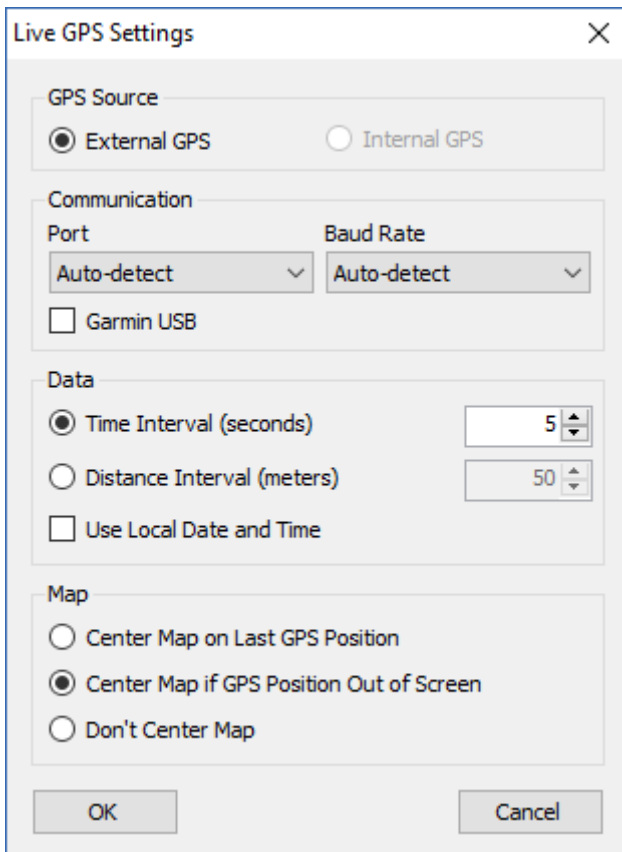 Live GPS Settings
GPS Source
External GPS
Internal GPS
Communication
Port
Baud Rate
Auto-detect
Auto-detect
Garmin USB
Data
Time Interval (seconds)
5
Distance Interval (meters)
50
Use Local Date and Time
Map
Center Map on Last GPS Position
Center Map if GPS Position Out of Screen
Don't Center Map
OK
Cancel